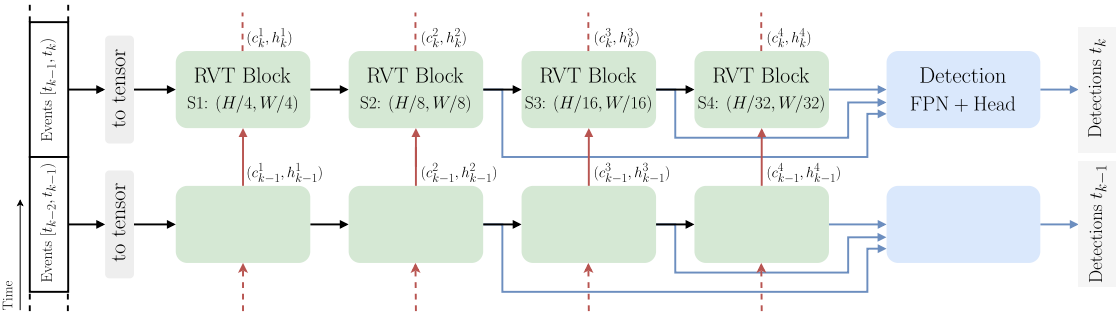 (c_k^1, h_k^1)
(c_k^2, h_k^2)
(c_k^3, h_k^3)
(c_k^4, h_k^4)
Events [t_{k−1}, t_k)
to tensor
RVT Block
S1: (H/4, W/4)
RVT Block
S2: (H/8, W/8)
RVT Block
S3: (H/16, W/16)
RVT Block
S4: (H/32, W/32)
Detection
FPN + Head
Detections t_k
(c_{k−1}^1, h_{k−1}^1)
(c_{k−1}^2, h_{k−1}^2)
(c_{k−1}^3, h_{k−1}^3)
(c_{k−1}^4, h_{k−1}^4)
Time
Events [t_{k−2}, t_{k−1})
to tensor
Detections t_{k−1}